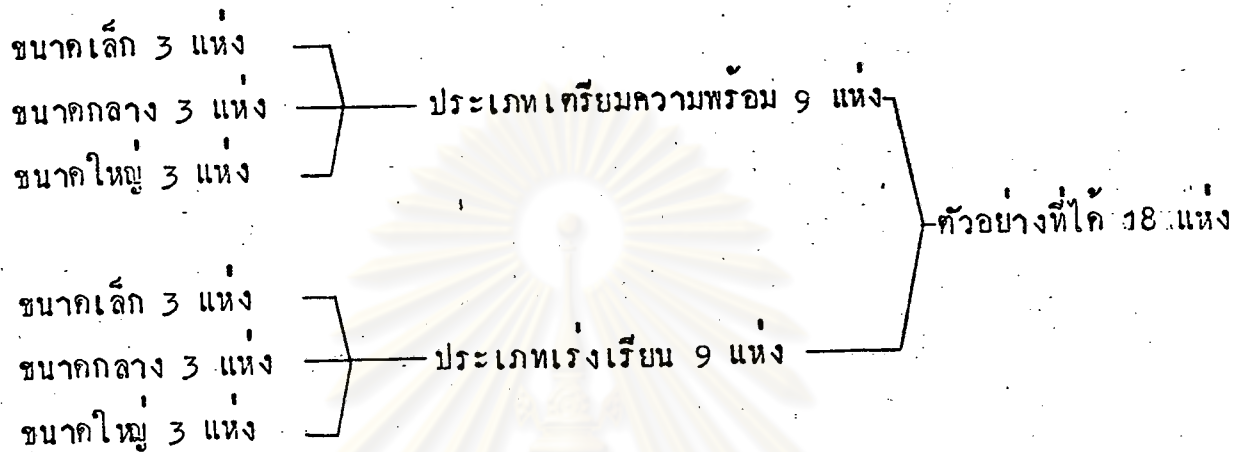 ขนาดเล็ก 3 แห่ง
ขนาดกลาง 3 แห่ง
ขนาดใหญ่ 3 แห่ง
ประเภทเตรียมความพร้อม 9 แห่ง
ขนาดเล็ก 3 แห่ง
ขนาดกลาง 3 แห่ง
ขนาดใหญ่ 3 แห่ง
ประเภทเร่งเรียน 9 แห่ง
ตัวอย่างที่ได้ 18 แห่ง